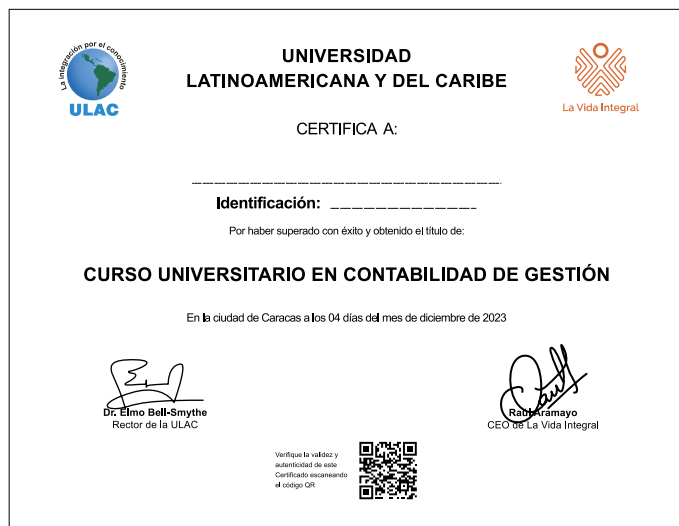 La integración por el conocimiento
ULAC
UNIVERSIDAD
LATINOAMERICANA Y DEL CARIBE
La Vida Integral
CERTIFICA A:
Identificación:
Por haber superado con éxito y obtenido el título de:
CURSO UNIVERSITARIO EN CONTABILIDAD DE GESTIÓN
En la ciudad de Caracas a los 04 días del mes de diciembre de 2023
Dr. Elmo Bell-Smythe
Rector de la ULAC
Raúl Aramayo
CEO de La Vida Integral
Verifique la validez y
autenticidad de este
Certificado escaneando
el código QR